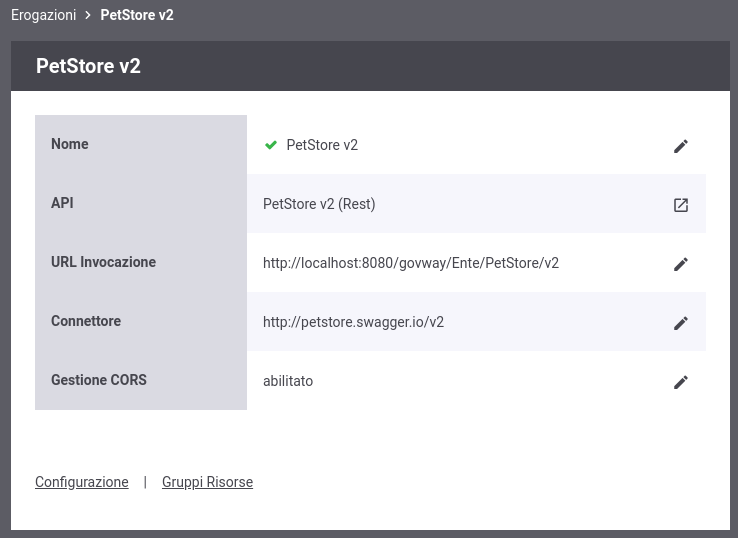 Erogazioni > PetStore v2
PetStore v2
Nome PetStore v2
API PetStore v2 (Rest)
URL Invocazione http://localhost:8080/govway/Ente/PetStore/v2
Connettore http://petstore.swagger.io/v2
Gestione CORS abilitato
Configurazione | Gruppi Risorse